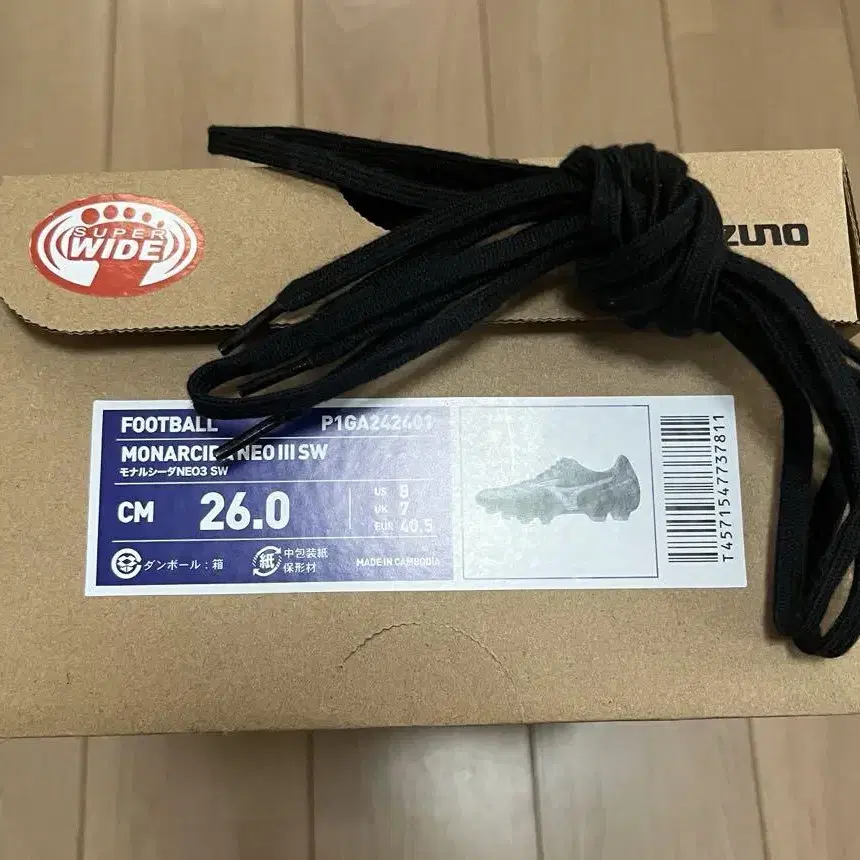 SUPER
WIDE
ZUNO
FOOTBALL P1GA242401
MONARCID NEO III SW
モナルシーダNEO3 SW
CM 26.0
US 8
UK 7
EUR 40.5
ダンボール:箱
紙
中包装紙
保形材
MADE IN CAMBODIA
T4571547737811